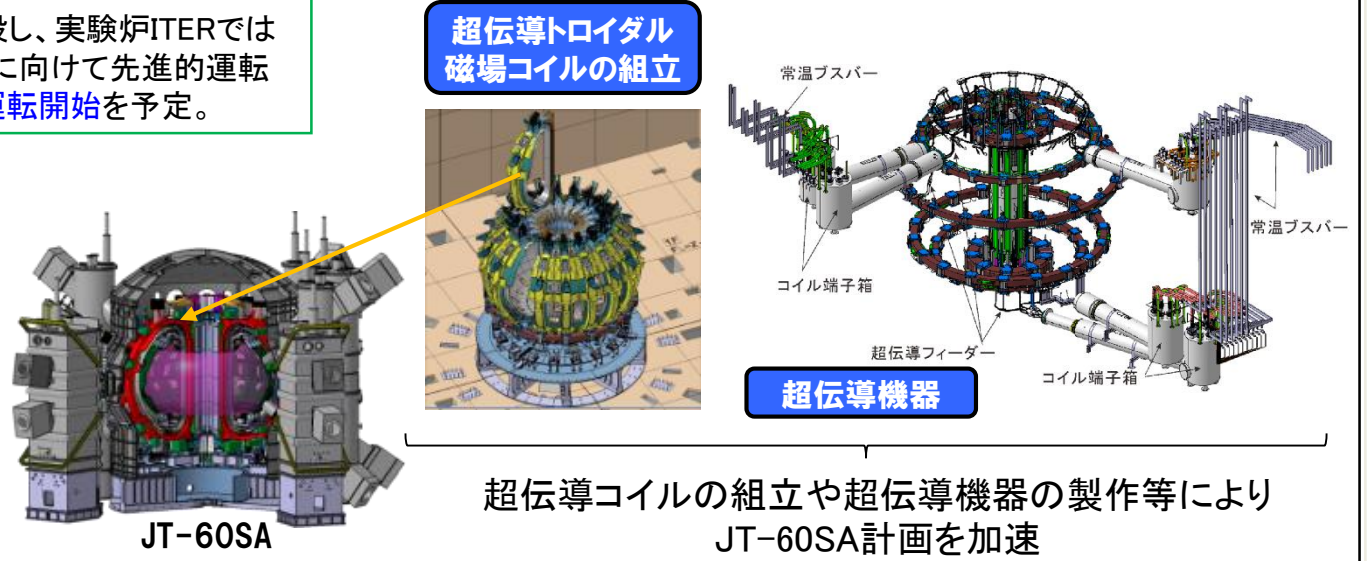 設し、実験炉ITERでは
に向けて先進的運転
運転開始を予定。
超伝導トロイダル
磁場コイルの組立
常温ブスバー
コイル端子箱
超伝導フィーダー
常温ブスバー
コイル端子箱
超伝導機器
JT-60SA
超伝導コイルの組立や超伝導機器の製作等により
JT-60SA計画を加速